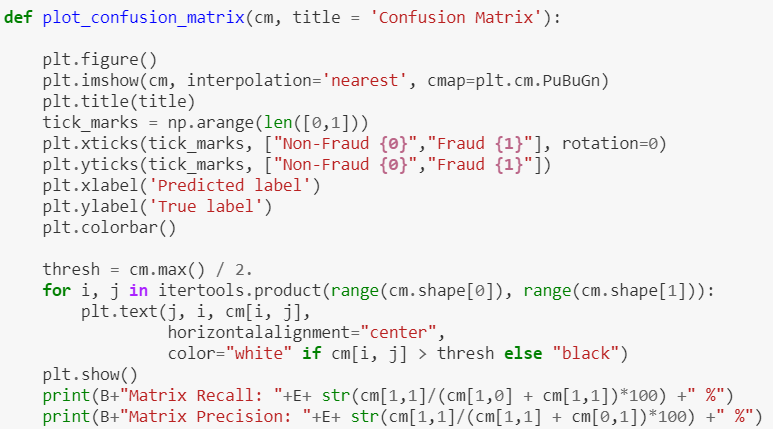 def plot_confusion_matrix(cm, title = 'Confusion Matrix'):
    plt.figure()
    plt.imshow(cm, interpolation='nearest', cmap=plt.cm.PuBuGn)
    plt.title(title)
    tick_marks = np.arange(len([0,1]))
    plt.xticks(tick_marks, ["Non-Fraud {0}","Fraud {1}"], rotation=0)
    plt.yticks(tick_marks, ["Non-Fraud {0}","Fraud {1}"])
    plt.xlabel('Predicted label')
    plt.ylabel('True label')
    plt.colorbar()
    thresh = cm.max() / 2.
    for i, j in itertools.product(range(cm.shape[0]), range(cm.shape[1])):
        plt.text(j, i, cm[i, j],
                 horizontalalignment="center",
                 color="white" if cm[i, j] > thresh else "black")
    plt.show()
    print(B+"Matrix Recall: "+E+ str(cm[1,1]/(cm[1,0] + cm[1,1])*100) +" %")
    print(B+"Matrix Precision: "+E+ str(cm[1,1]/(cm[1,1] + cm[0,1])*100) +" %")